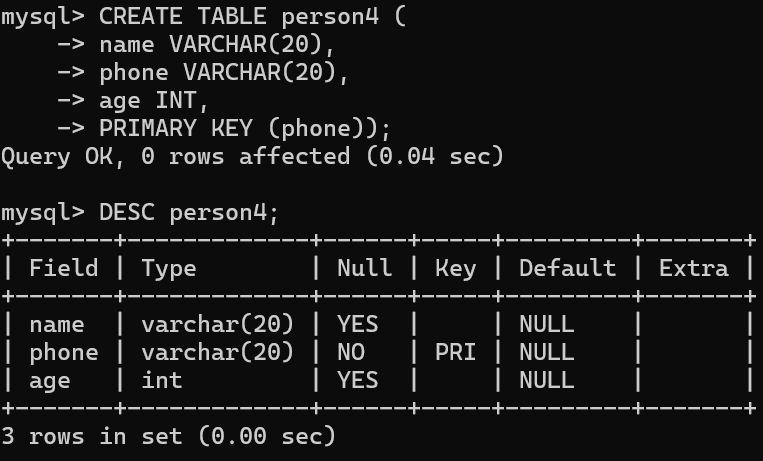 mysql> CREATE TABLE person4 (
    -> name VARCHAR(20),
    -> phone VARCHAR(20),
    -> age INT,
    -> PRIMARY KEY (phone));
Query OK, 0 rows affected (0.04 sec)

mysql> DESC person4;
+-------+-------------+------+-----+---------+-------+
| Field | Type        | Null | Key | Default | Extra |
+-------+-------------+------+-----+---------+-------+
| name  | varchar(20) | YES  |     | NULL    |       |
| phone | varchar(20) | NO   | PRI | NULL    |       |
| age   | int         | YES  |     | NULL    |       |
+-------+-------------+------+-----+---------+-------+
3 rows in set (0.00 sec)